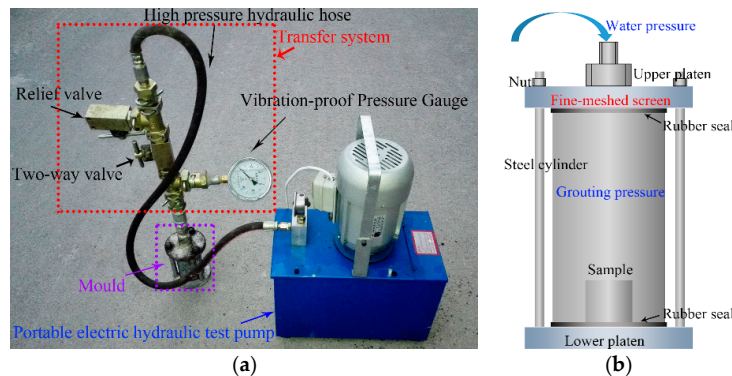 High pressure hydraulic hose
Transfer system
Relief valve
Vibration-proof Pressure Gauge
Two-way valve
Mould
Portable electric hydraulic test pump
(a)
Water pressure
Nut
Upper platen
Fine-meshed screen
Rubber seal
Steel cylinder
Grouting pressure
Sample
Rubber seal
Lower platen
(b)